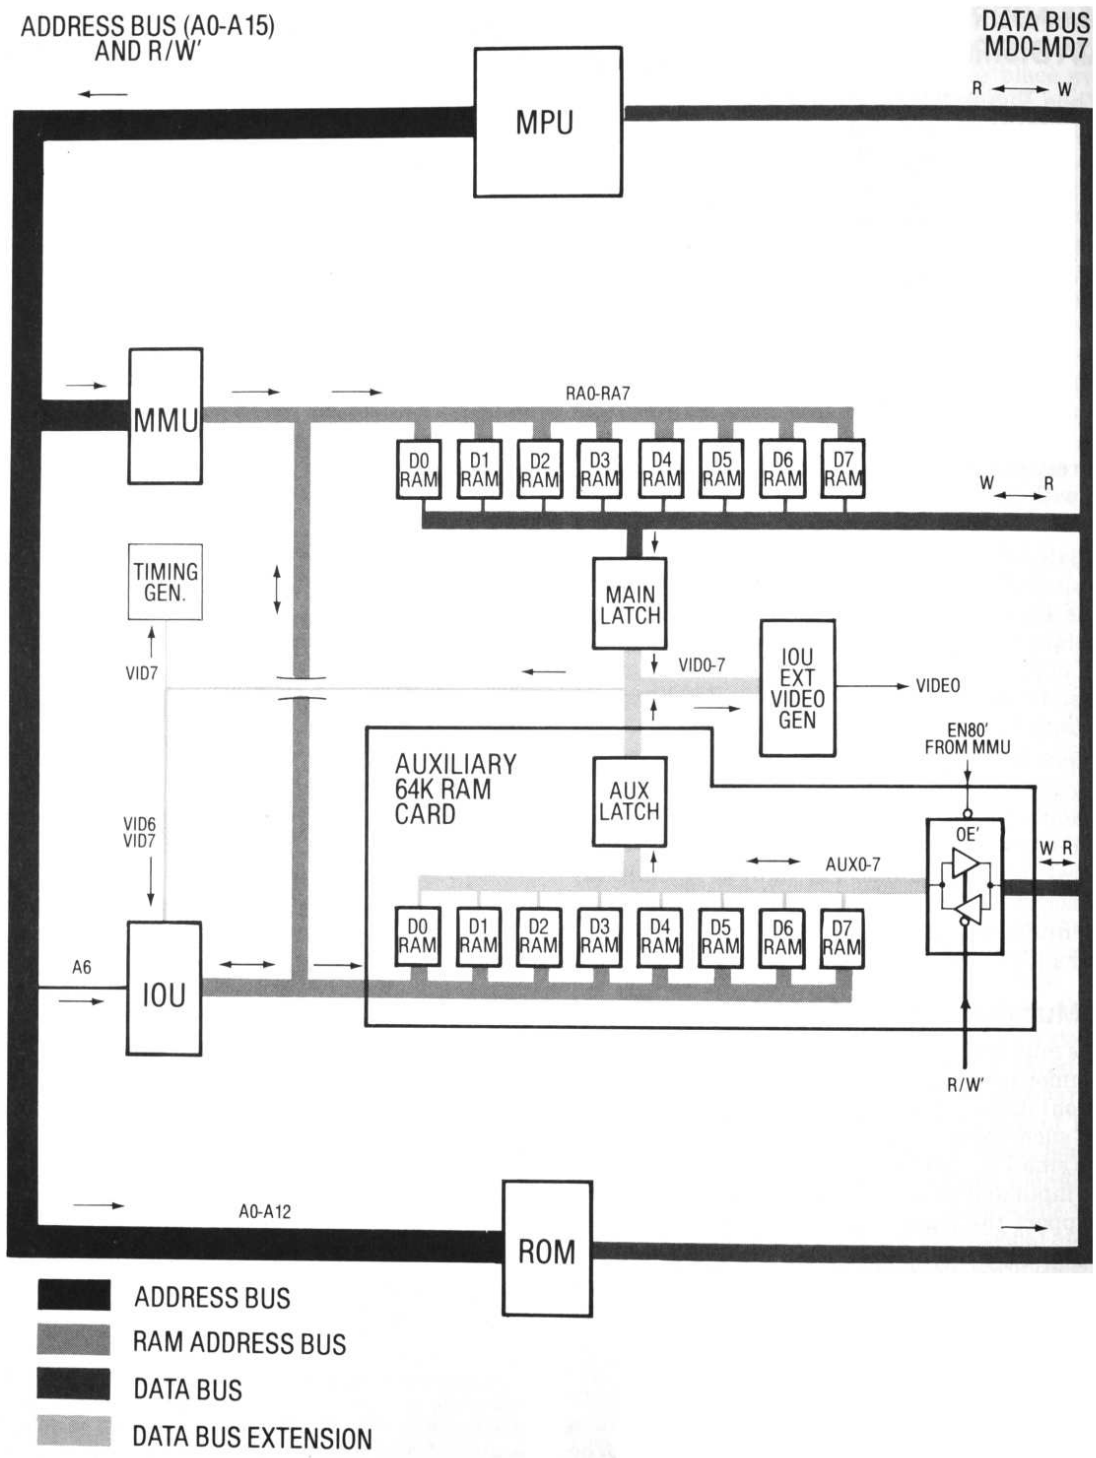 ADDRESS BUS (A0-A15)
AND R/W'
DATA BUS
MD0-MD7
R W
MPU
MMU
RA0-RA7
D0 RAM
D1 RAM
D2 RAM
D3 RAM
D4 RAM
D5 RAM
D6 RAM
D7 RAM
W R
TIMING
GEN.
MAIN
LATCH
VID7
VID0-7
IOU
EXT
VIDEO
GEN
VIDEO
EN80'
FROM MMU
AUXILIARY
64K RAM
CARD
AUX
LATCH
OE'
VID6
VID7
W R
AUX0-7
D0 RAM
D1 RAM
D2 RAM
D3 RAM
D4 RAM
D5 RAM
D6 RAM
D7 RAM
A6
IOU
R/W'
A0-A12
ROM
ADDRESS BUS
RAM ADDRESS BUS
DATA BUS
DATA BUS EXTENSION